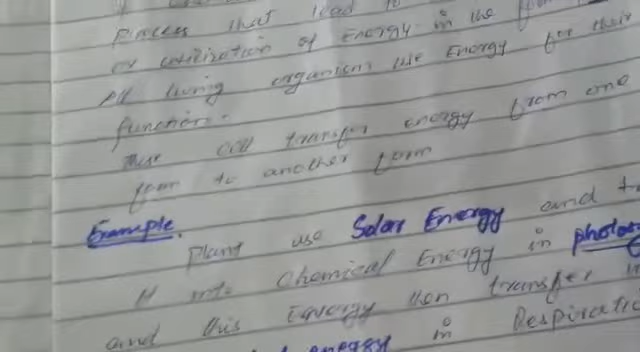 process that lead to
or utilization of Energy in the
All living organism use Energy for their
function.
cell transfer energy from one
form to another form
Example.
Plant use Solar Energy and
it into Chemical Energy in
and this Energy then transfer
energy in Respiratio